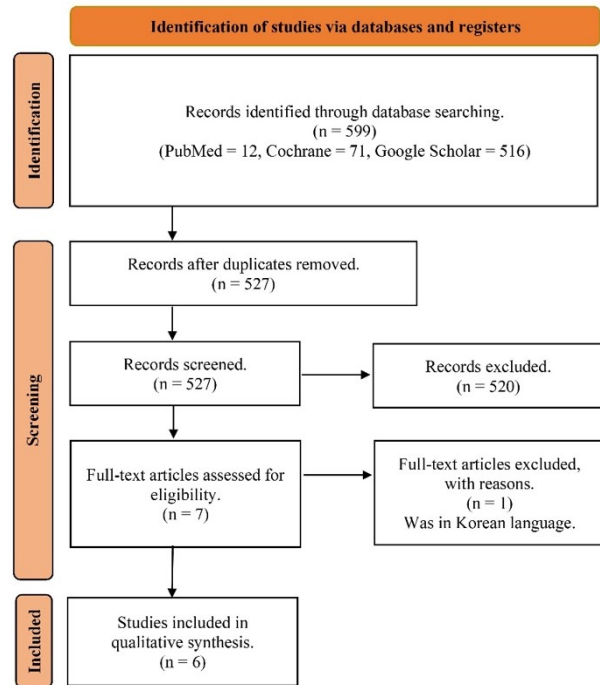 Identification of studies via databases and registers
Identification
Records identified through database searching.
(n = 599)
(PubMed = 12, Cochrane = 71, Google Scholar = 516)
Screening
Records after duplicates removed.
(n = 527)
Records screened.
(n = 527)
Records excluded.
(n = 520)
Full-text articles assessed for
eligibility.
(n = 7)
Full-text articles excluded,
with reasons.
(n = 1)
Was in Korean language.
Included
Studies included in
qualitative synthesis.
(n = 6)